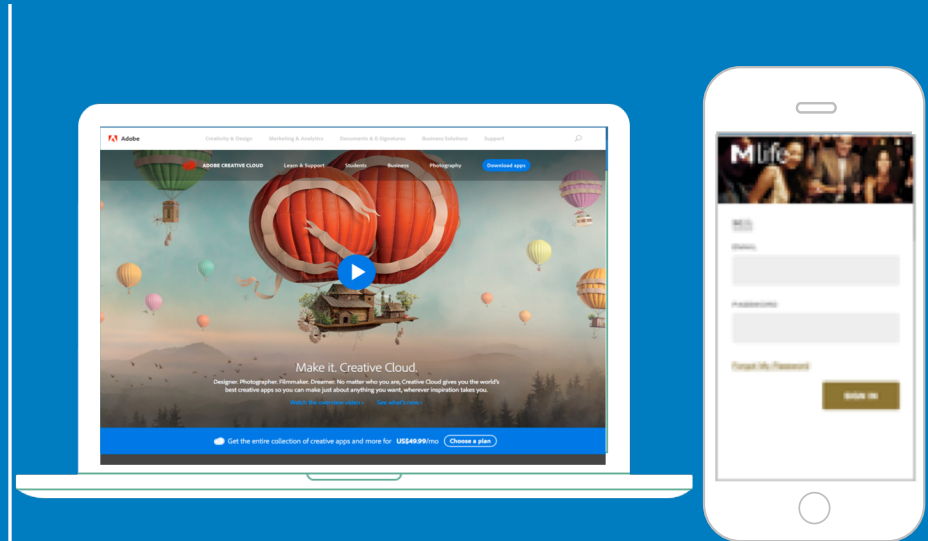 Adobe
Creativity & Design Marketing & Analytics Documents & E-Signatures Business Solutions Support
ADOBE CREATIVE CLOUD Learn & Support Students Business Photography Download apps
Make it. Creative Cloud.
Designer. Photographer. Filmmaker. Dreamer. No matter who you are, Creative Cloud gives you the world's
best creative apps so you can make just about anything you want, wherever inspiration takes you.
Watch the overview video › See what's new ›
Get the entire collection of creative apps and more for US$49.99/mo Choose a plan
M life
PASSWORD
Forgot My Password
SIGN IN